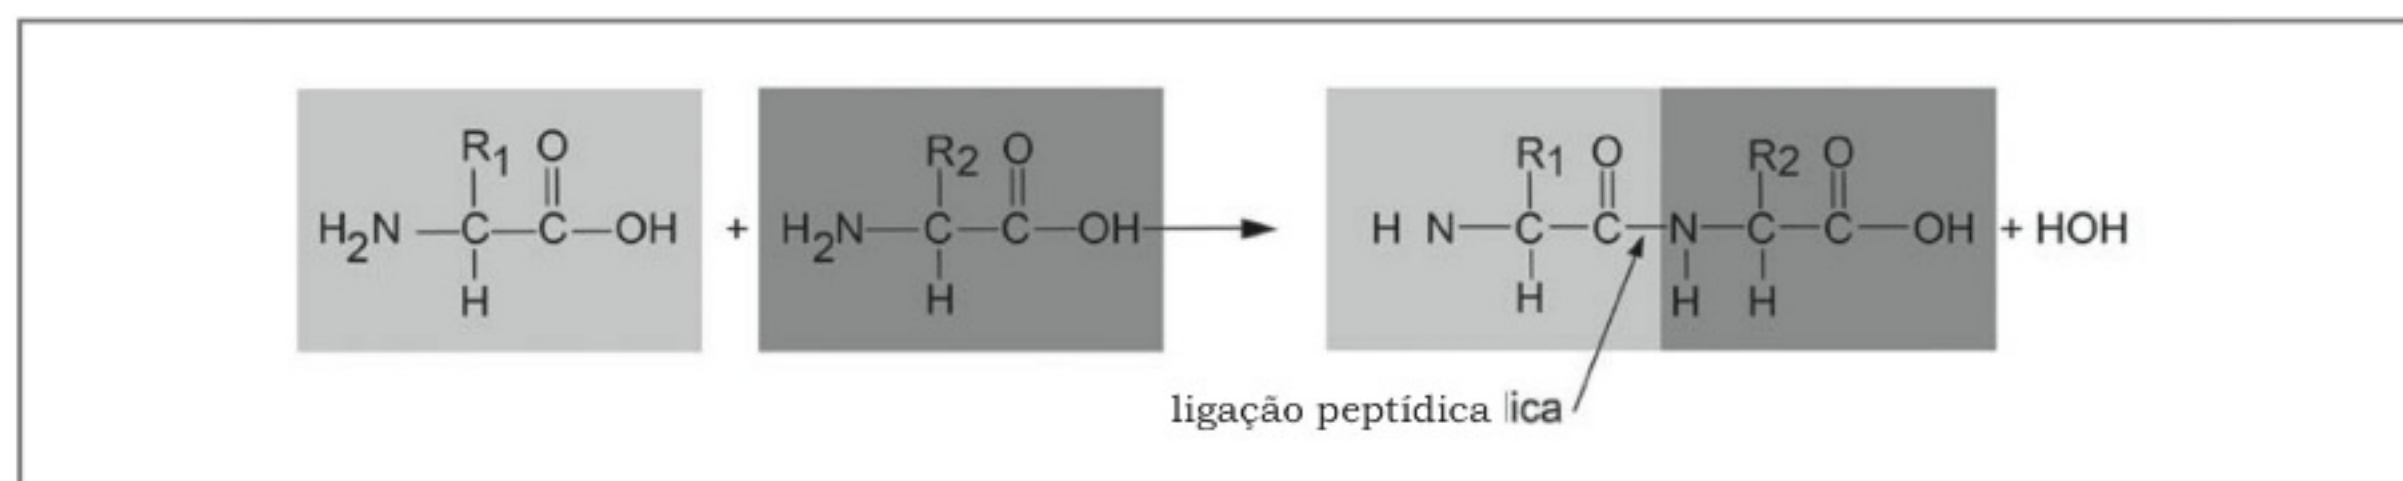 R1 O R2 O R1 O R2 O
H2N—C—C—OH + H2N—C—C—OH → H N—C—C—N—C—C—OH + HOH
H H H H H
ligação peptídica ica